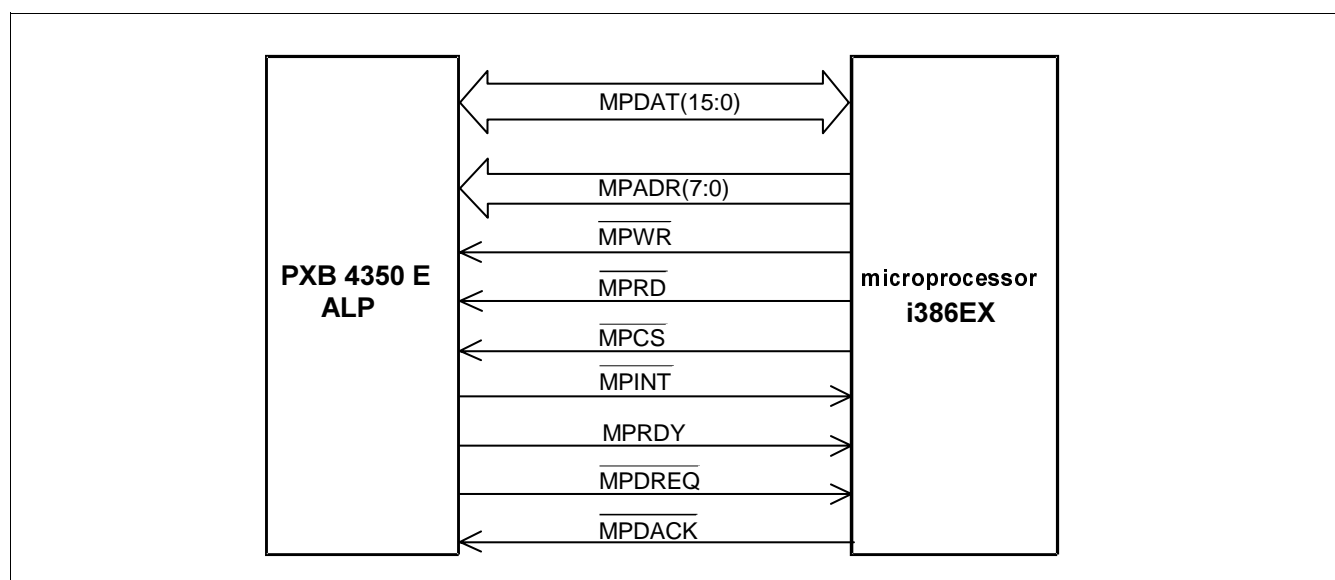 MPDAT(15:0)
MPADR(7:0)
MPWR
PXB 4350 E
ALP
MPRD
microprocessor
i386EX
MPCS
MPINT
MPRDY
MPDREQ
MPDACK